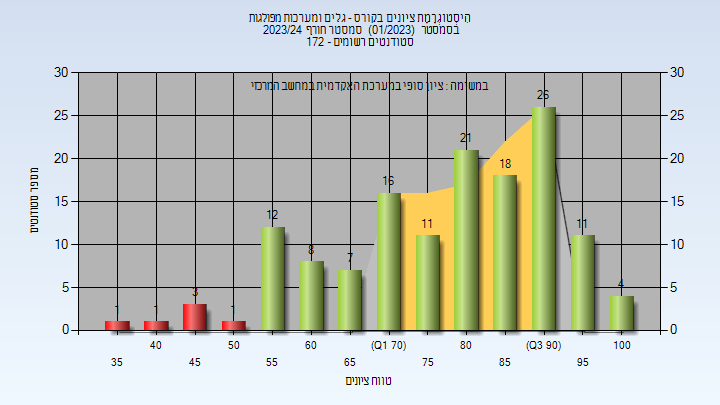 היסטוגרמת ציונים בקורס - גלים ומערכות מפולגות
בסמסטר (01/2023) סמסטר חורף 2023/24
סטודנטים רשומים - 172
במשימה : ציון סופי במערכת האקדמית במחשב המרכזי
מספר סטודנטים
30 30
25 25
20 20
15 15
10 10
5 5
0 0
1 1 3 1 12 8 7 16 11 21 18 26 11 4
40 50 60 (Q1 70) 80 (Q3 90) 100
35 45 55 65 75 85 95
טווח ציונים